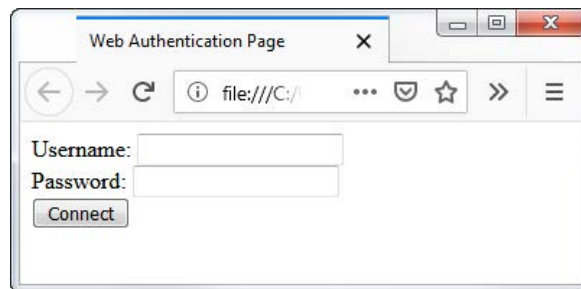 Web Authentication Page
file:///C:/
Username:
Password:
Connect